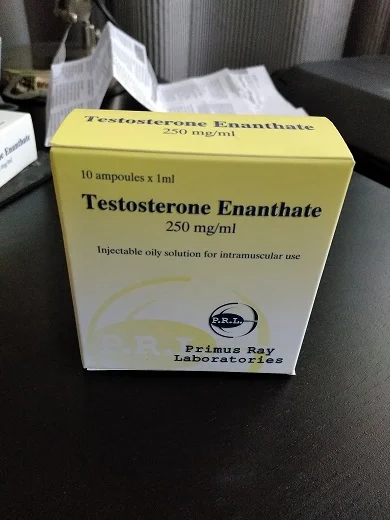 Testosterone Enanthate
250 mg/ml
10 ampoules x 1ml
Testosterone Enanthate
250 mg/ml
Injectable oily solution for intramuscular use
P.R.L.
P.R.L.
Primus Ray
Laboratories
Enanthate